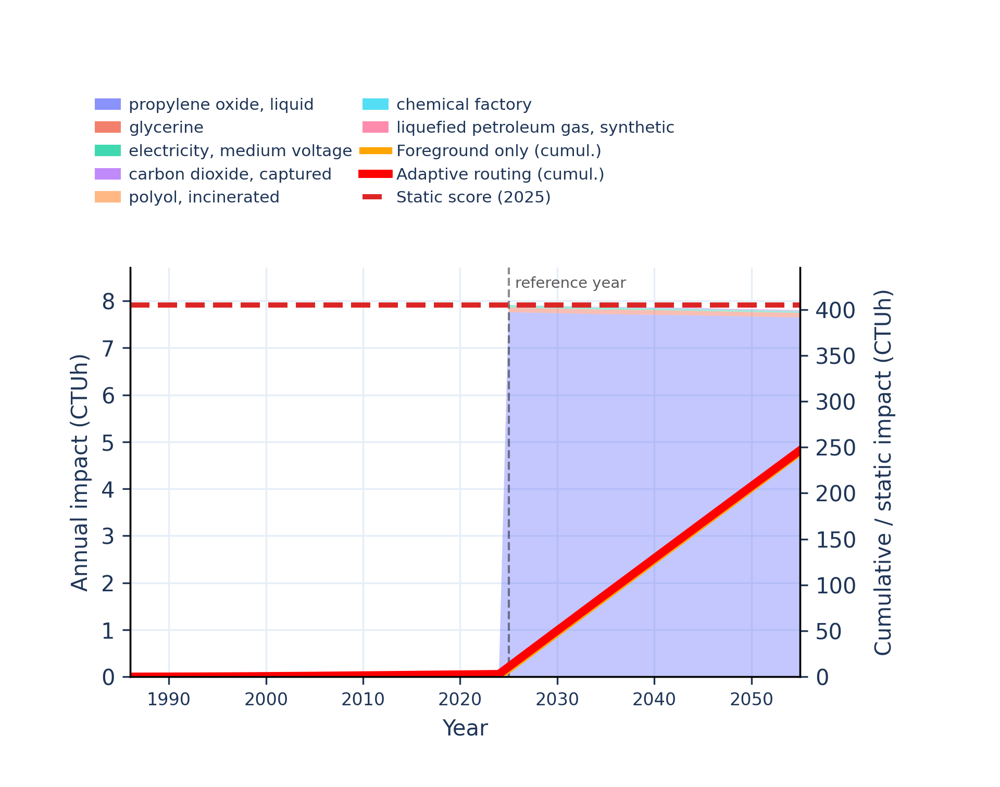 propylene oxide, liquid
glycerine
electricity, medium voltage
carbon dioxide, captured
polyol, incinerated
chemical factory
liquefied petroleum gas, synthetic
Foreground only (cumul.)
Adaptive routing (cumul.)
Static score (2025)
reference year
Annual impact (CTUh)
8
7
6
5
4
3
2
1
0
Cumulative / static impact (CTUh)
400
350
300
250
200
150
100
50
0
1990 2000 2010 2020 2030 2040 2050
Year